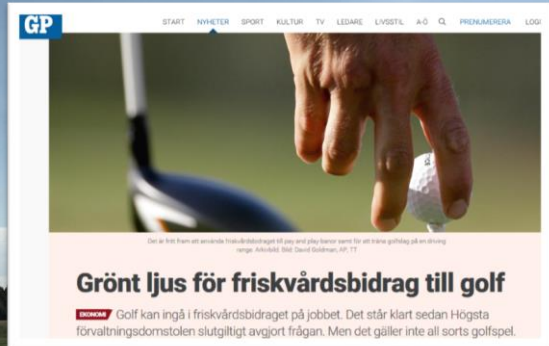 GP
START NYHETER SPORT KULTUR TV LEDARE LIVSSTIL A-Ö PRENUMERERA LOGI
Det är fritt fram att använda friskvårdsbidraget till pay and play-banor samt för att träna golfslag på en driving
range. Arkivbild. Bild: David Goldman, AP, TT
Grönt ljus för friskvårdsbidrag till golf
EKONOMI Golf kan ingå i friskvårdsbidraget på jobbet. Det står klart sedan Högsta
förvaltningsdomstolen slutgiltigt avgjort frågan. Men det gäller inte all sorts golfspel.